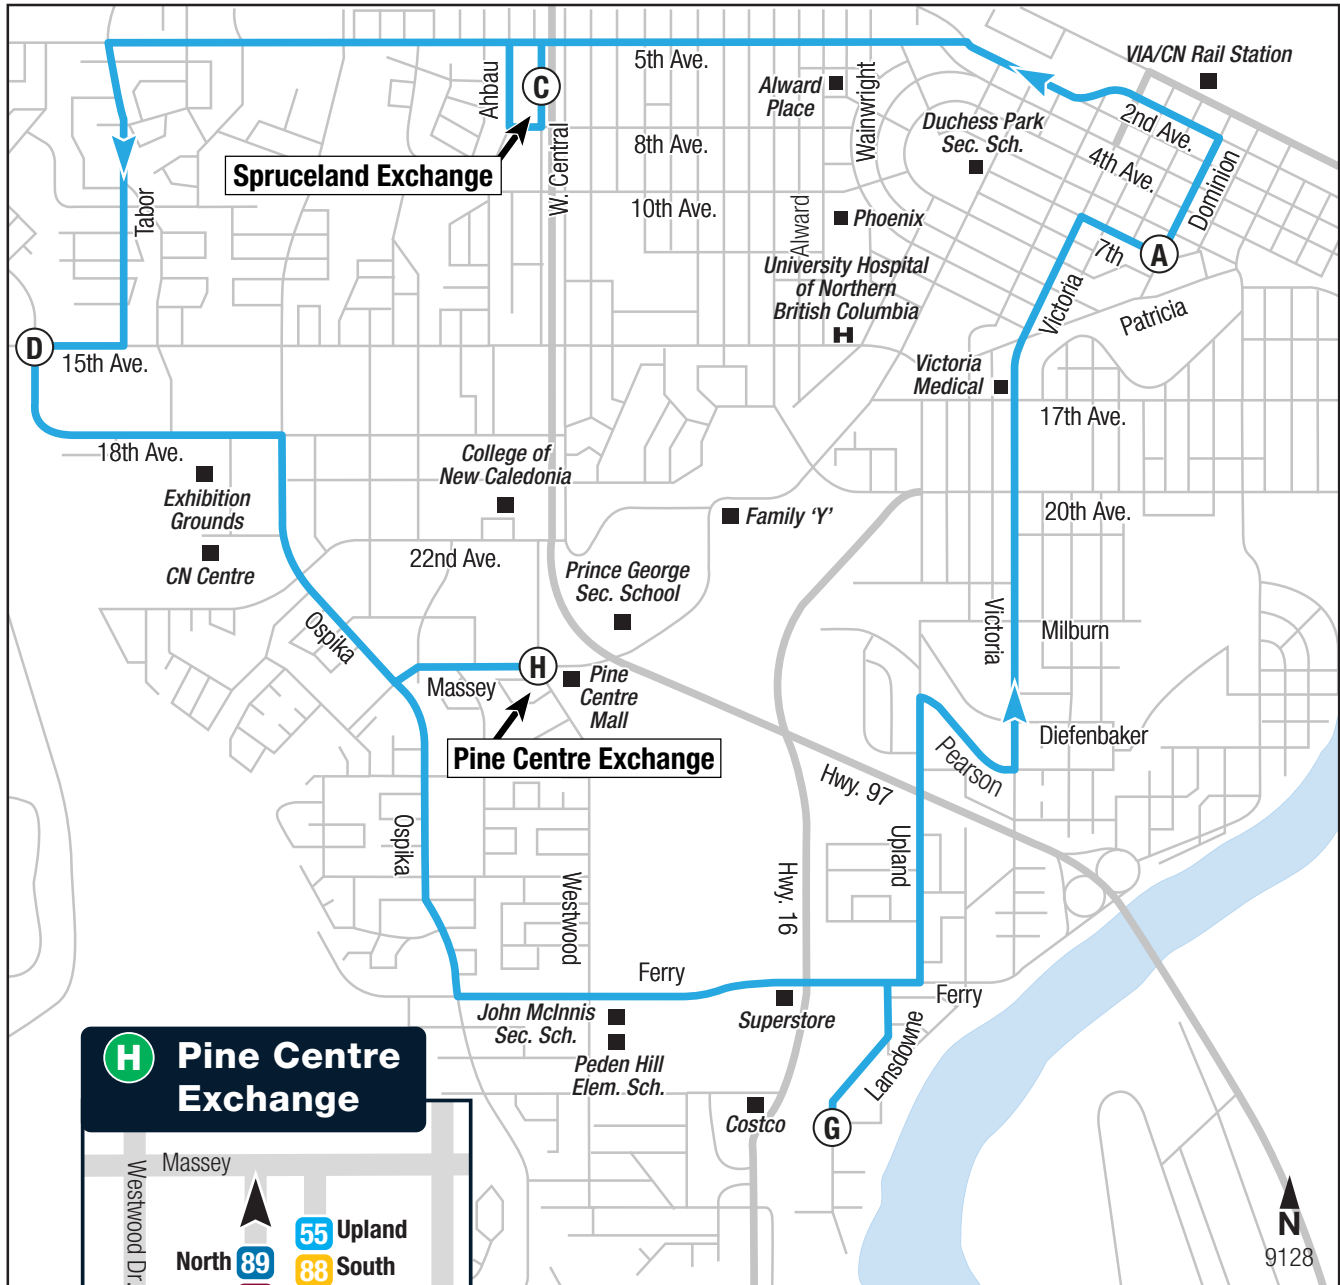 VIA/CN Rail Station
5th Ave.
Ahbau
C
Alward
Place
Wainwright
2nd Ave.
Duchess Park
Sec. Sch.
8th Ave.
4th Ave.
Spruceland Exchange
W. Central
Dominion
Tabor
10th Ave.
Alward
Phoenix
7th
A
University Hospital
of Northern
British Columbia
H
Victoria
Patricia
D
15th Ave.
Victoria
Medical
17th Ave.
18th Ave.
College of
New Caledonia
Exhibition
Grounds
Family ‘Y’
20th Ave.
CN Centre
22nd Ave.
Prince George
Sec. School
Ospika
Victoria
Milburn
H
Massey
Pine
Centre
Mall
Pine Centre Exchange
Diefenbaker
Pearson
Hwy. 97
Ospika
Upland
Hwy. 16
Westwood
Ferry
Ferry
John McInnis
Sec. Sch.
Superstore
Lansdowne
Peden Hill
Elem. Sch.
Costco
G
H Pine Centre
Exchange
Massey
Westwood Dr.
55 Upland
North 89
88 South
N
9128